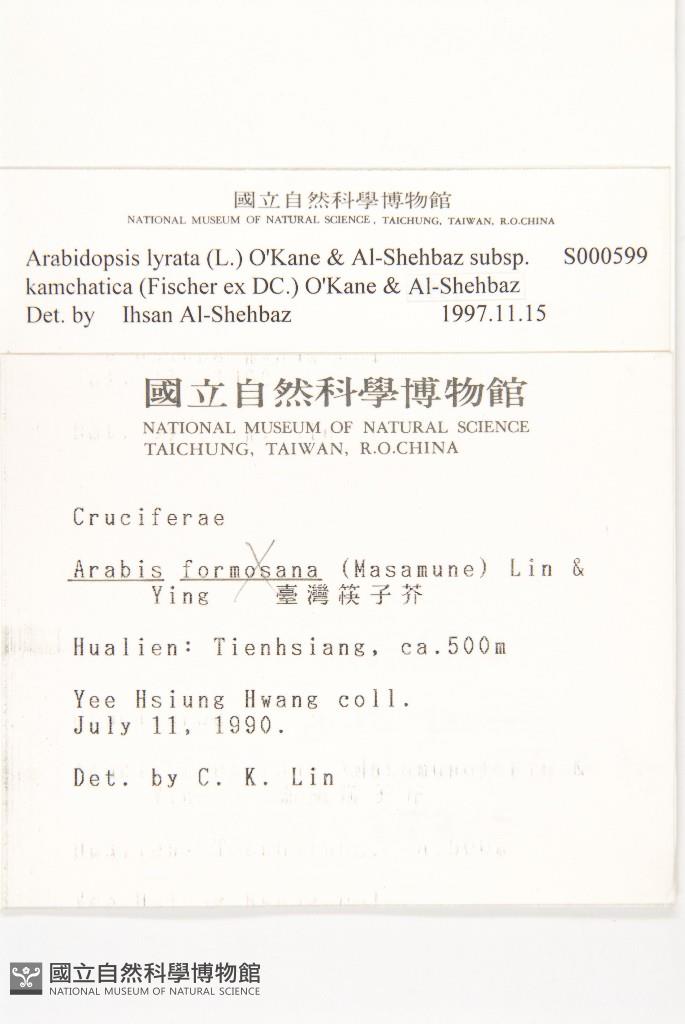 國立自然科學博物館
NATIONAL MUSEUM OF NATURAL SCIENCE, TAICHUNG, TAIWAN, R.O.CHINA
Arabidopsis lyrata (L.) O'Kane & Al-Shehbaz subsp. S000599
kamchatica (Fischer ex DC.) O'Kane & Al-Shehbaz
Det. by Ihsan Al-Shehbaz 1997.11.15
國立自然科學博物館
NATIONAL MUSEUM OF NATURAL SCIENCE
TAICHUNG, TAIWAN, R.O.CHINA
Cruciferae
Arabis formosana (Masamune) Lin &
Ying 臺灣筷子芥
Hualien: Tienhsiang, ca.500m
Yee Hsiung Hwang coll.
July 11, 1990.
Det. by C. K. Lin
國立自然科學博物館
NATIONAL MUSEUM OF NATURAL SCIENCE